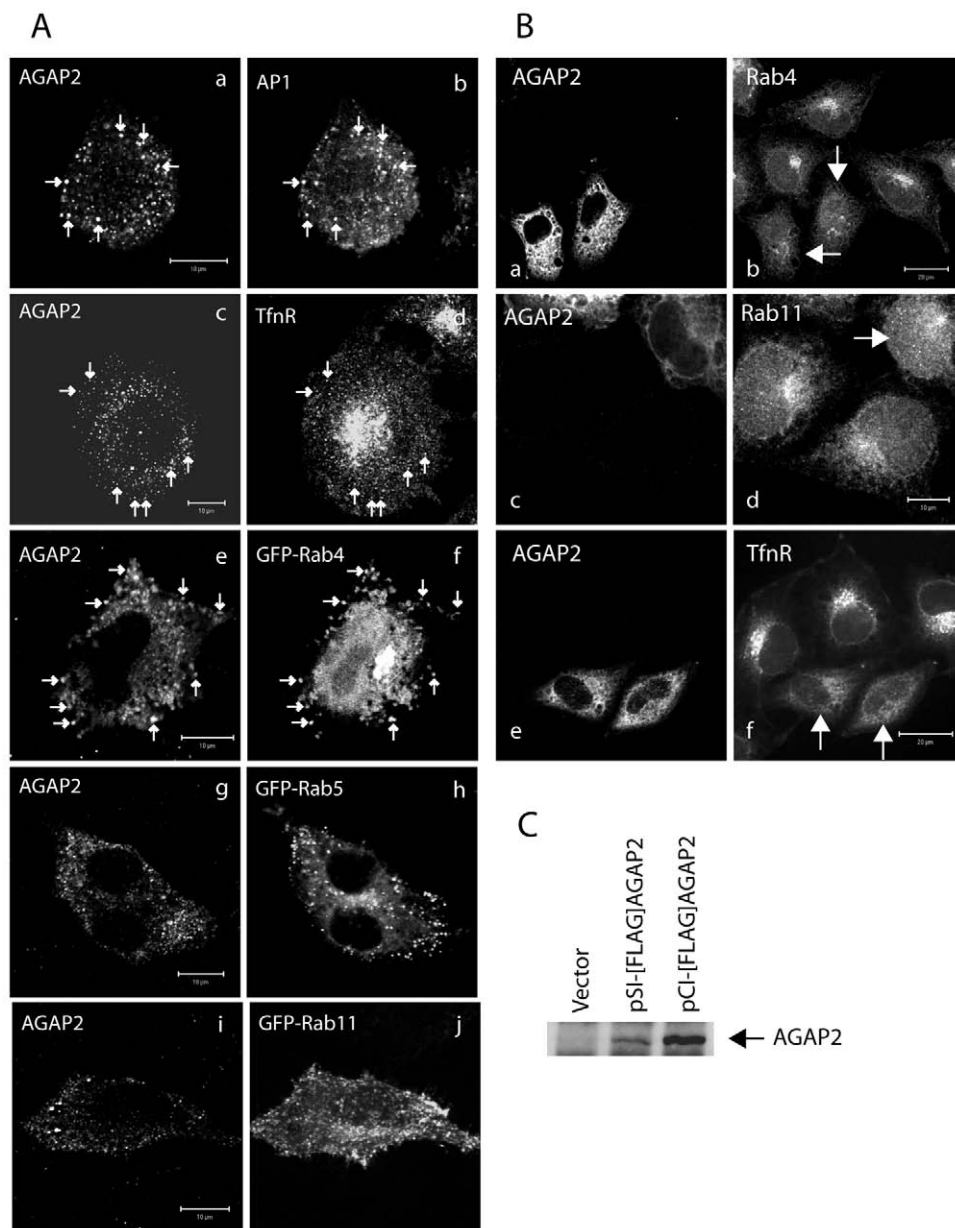 A
B
AGAP2 a
AP1 b
10 μm
AGAP2 c
TfnR d
10 μm
AGAP2 e
GFP-Rab4 f
10 μm
AGAP2 g
GFP-Rab5 h
10 μm
AGAP2 i
GFP-Rab11 j
10 μm
AGAP2 a
Rab4 b
20 μm
AGAP2 c
Rab11 d
10 μm
AGAP2 e
TfnR f
20 μm
C
Vector
pSI-[FLAG]AGAP2
pCI-[FLAG]AGAP2
AGAP2